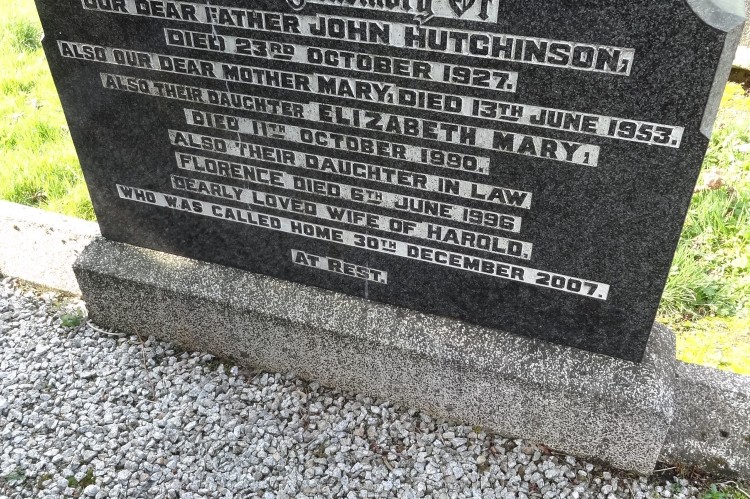 Memory of
OUR DEAR FATHER JOHN HUTCHINSON,
DIED 23RD OCTOBER 1927.
ALSO OUR DEAR MOTHER MARY, DIED 13TH JUNE 1953.
ALSO THEIR DAUGHTER ELIZABETH MARY,
DIED 11TH OCTOBER 1990.
ALSO THEIR DAUGHTER IN LAW
FLORENCE DIED 6TH JUNE 1996
DEARLY LOVED WIFE OF HAROLD,
WHO WAS CALLED HOME 30TH DECEMBER 2007.
AT REST.